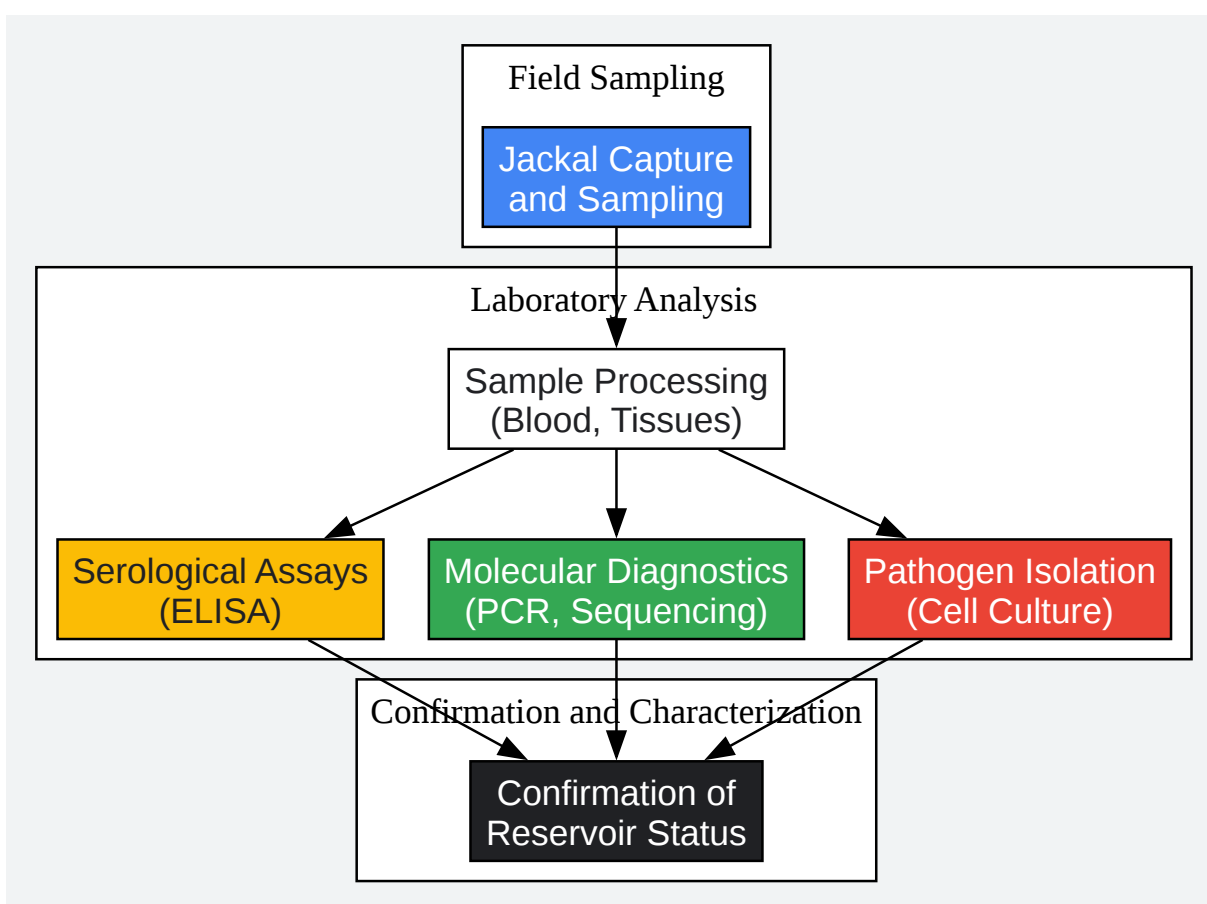 Field Sampling
Jackal Capture
and Sampling
Laboratory Analysis
Sample Processing
(Blood, Tissues)
Serological Assays
(ELISA)
Molecular Diagnostics
(PCR, Sequencing)
Pathogen Isolation
(Cell Culture)
Confirmation and Characterization
Confirmation of
Reservoir Status